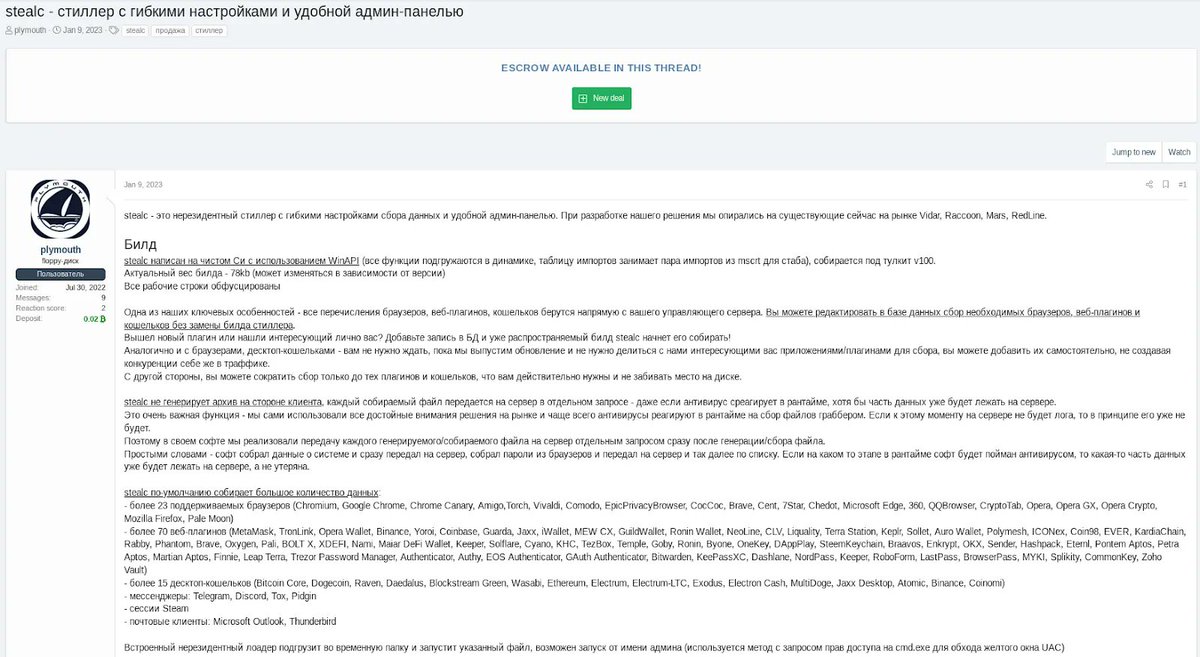 stealc - стиллер с гибкими настройками и удобной админ-панелью
plymouth · Jan 9, 2023 · stealc продажа стиллер
ESCROW AVAILABLE IN THIS THREAD!
New deal
Jump to new Watch
PLYMOUTH
plymouth
floppy-диск
Пользователь
Joined: Jul 30, 2022
Messages: 9
Reaction score: 2
Deposit: 0.02 ₿
Jan 9, 2023 #1
stealc - это нерезидентный стиллер с гибкими настройками сбора данных и удобной админ-панелью. При разработке нашего решения мы опирались на существующие сейчас на рынке Vidar, Raccoon, Mars, RedLine.
Билд
stealc написан на чистом Си с использованием WinAPI (все функции подгружаются в динамике, таблицу импортов занимает пара импортов из mscrt для стаба), собирается под тулкит v100.
Актуальный вес билда - 78kb (может изменяться в зависимости от версии)
Все рабочие строки обфусцированы
Одна из наших ключевых особенностей - все перечисления браузеров, веб-плагинов, кошельков берутся напрямую с вашего управляющего сервера. Вы можете редактировать в базе данных сбор необходимых браузеров, веб-плагинов и
кошельков без замены билда стиллера.
Вышел новый плагин или нашли интересующий лично вас? Добавьте запись в БД и уже распространяемый билд stealc начнет его собирать!
Аналогично и с браузерами, десктоп-кошельками - вам не нужно ждать, пока мы выпустим обновление и не нужно делиться с нами интересующими вас приложениями/плагинами для сбора, вы можете добавить их самостоятельно, не создавая
конкуренции себе же в траффике.
С другой стороны, вы можете сократить сбор только до тех плагинов и кошельков, что вам действительно нужны и не забивать место на диске.
stealc не генерирует архив на стороне клиента, каждый собираемый файл передается на сервер в отдельном запросе - даже если антивирус среагирует в рантайме, хотя бы часть данных уже будет лежать на сервере.
Это очень важная функция - мы сами использовали все достойные внимания решения на рынке и чаще всего антивирусы реагируют в рантайме на сбор файлов граббером. Если к этому моменту на сервере не будет лога, то в принципе его уже не
будет.
Поэтому в своем софте мы реализовали передачу каждого генерируемого/собираемого файла на сервер отдельным запросом сразу после генерации/сбора файла.
Простыми словами - софт собрал данные о системе и сразу передал на сервер, собрал пароли из браузеров и передал на сервер и так далее по списку. Если на каком то этапе в рантайме софт будет пойман антивирусом, то какая-то часть данных
уже будет лежать на сервере, а не утеряна.
stealc по-умолчанию собирает большое количество данных:
- более 23 поддерживаемых браузеров (Chromium, Google Chrome, Chrome Canary, Amigo,Torch, Vivaldi, Comodo, EpicPrivacyBrowser, CocCoc, Brave, Cent, 7Star, Chedot, Microsoft Edge, 360, QQBrowser, CryptoTab, Opera, Opera GX, Opera Crypto,
Mozilla Firefox, Pale Moon)
- более 70 веб-плагинов (MetaMask, TronLink, Opera Wallet, Binance, Yoroi, Coinbase, Guarda, Jaxx, iWallet, MEW CX, GuildWallet, Ronin Wallet, NeoLine, CLV, Liquality, Terra Station, Keplr, Sollet, Auro Wallet, Polymesh, ICONex, Coin98, EVER, KardiaChain,
Rabby, Phantom, Brave, Oxygen, Pali, BOLT X, XDEFI, Nami, Maiar DeFi Wallet, Keeper, Solflare, Cyano, KHC, TezBox, Temple, Goby, Ronin, Byone, OneKey, DAppPlay, SteemKeychain, Braavos, Enkrypt, OKX, Sender, Hashpack, Eternl, Pontem Aptos, Petra
Aptos, Martian Aptos, Finnie, Leap Terra, Trezor Password Manager, Authenticator, Authy, EOS Authenticator, GAuth Authenticator, Bitwarden, KeePassXC, Dashlane, NordPass, Keeper, RoboForm, LastPass, BrowserPass, MYKI, Splikity, CommonKey, Zoho
Vault)
- более 15 десктоп-кошельков (Bitcoin Core, Dogecoin, Raven, Daedalus, Blockstream Green, Wasabi, Ethereum, Electrum, Electrum-LTC, Exodus, Electron Cash, MultiDoge, Jaxx Desktop, Atomic, Binance, Coinomi)
- мессенджеры: Telegram, Discord, Tox, Pidgin
- сессии Steam
- почтовые клиенты: Microsoft Outlook, Thunderbird
Встроенный нерезидентный лоадер подгрузит во временную папку и запустит указанный файл, возможен запуск от имени админа (используется метод с запросом прав доступа на cmd.exe для обхода желтого окна UAC)